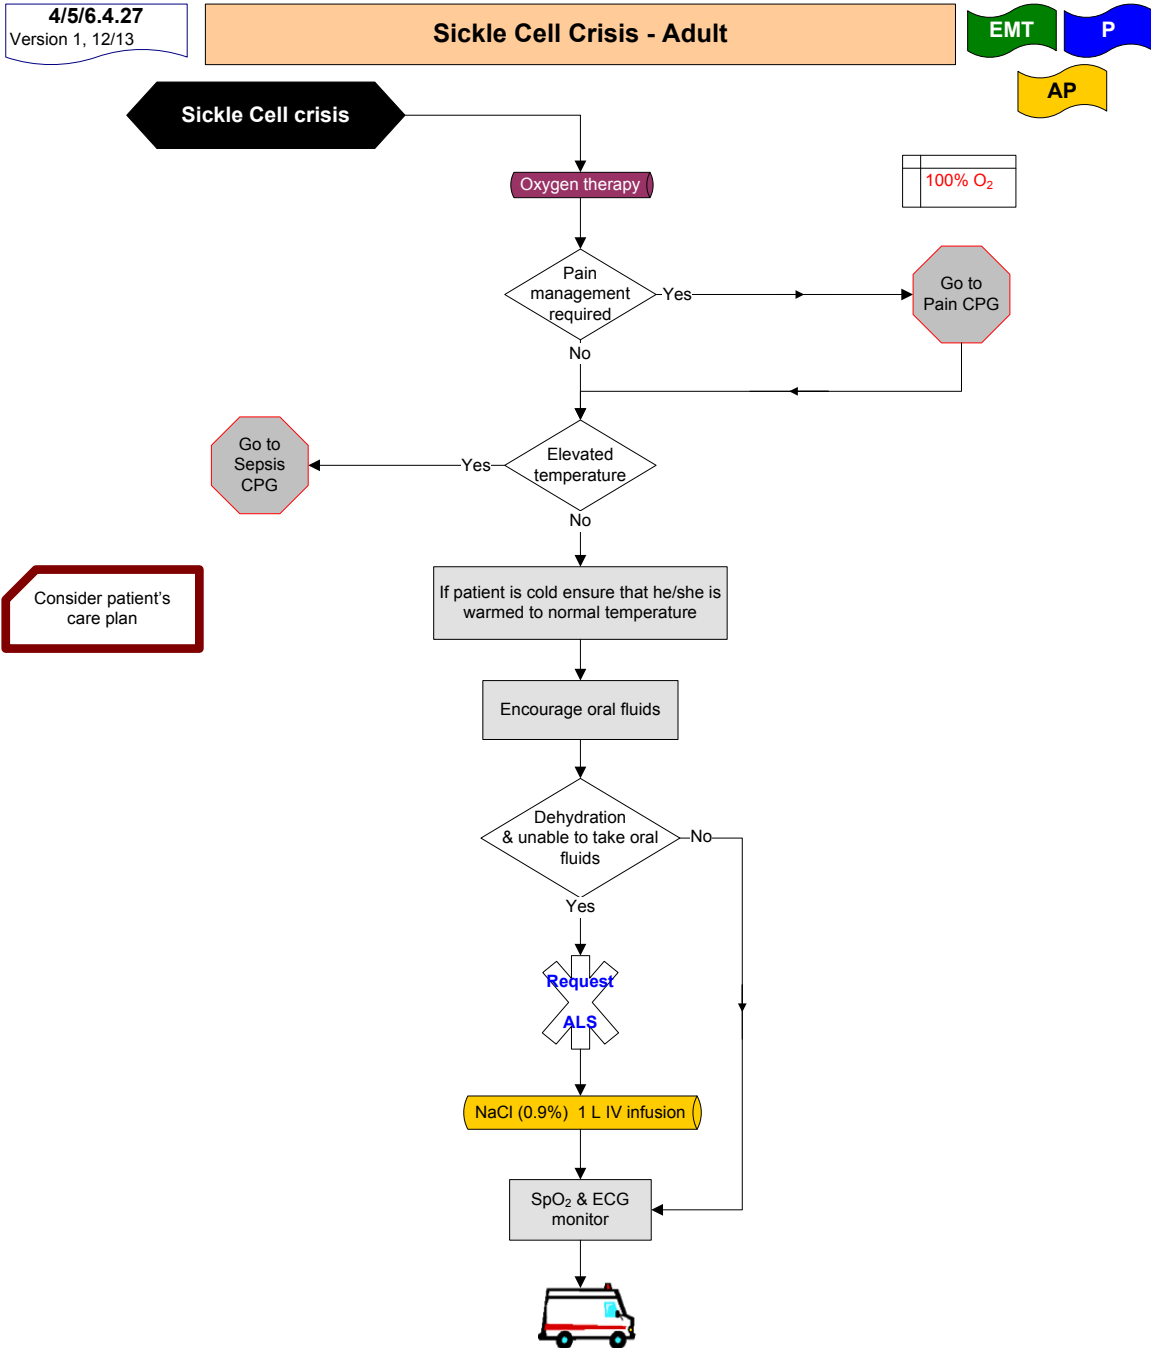 4/5/6.4.27
Version 1, 12/13
Sickle Cell Crisis - Adult
EMT
P
AP
Sickle Cell crisis
Oxygen therapy
100% O₂
Pain
management
required
Yes
Go to
Pain CPG
No
Elevated
temperature
Yes
Go to
Sepsis
CPG
No
If patient is cold ensure that he/she is
warmed to normal temperature
Consider patient's
care plan
Encourage oral fluids
Dehydration
& unable to take oral
fluids
No
Yes
Request
ALS
NaCl (0.9%) 1 L IV infusion
SpO₂ & ECG
monitor